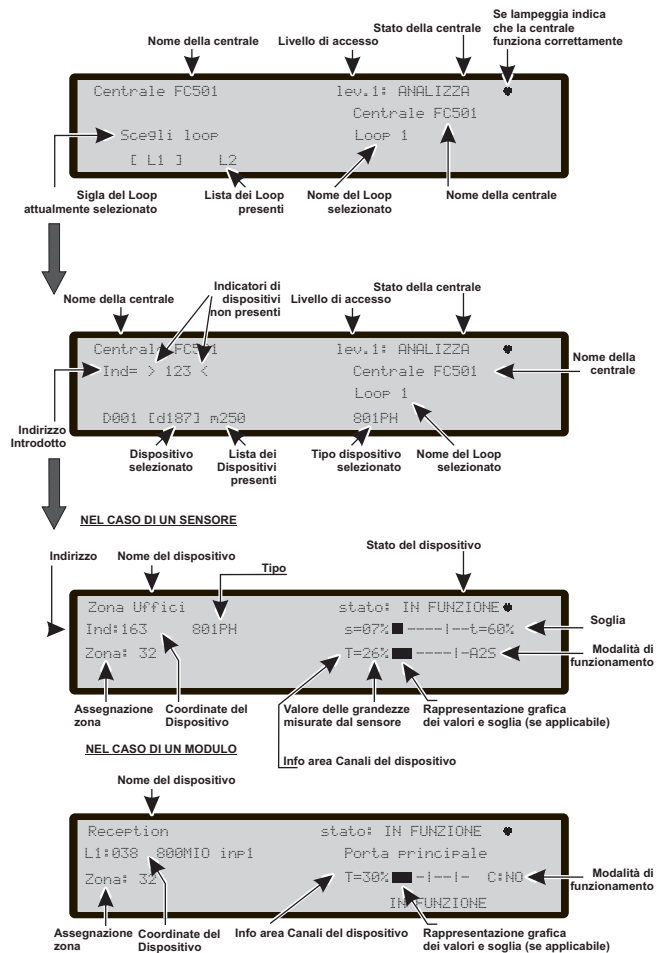 Se lampeggia indica
che la centrale
funziona correttamente
Stato della centrale
Nome della centrale
Livello di accesso
Centrale FC501 lev.1: ANALIZZA
Centrale FC501
Scegli loop Loop 1
[ L1 ] L2
Sigla del Loop
attualmente selezionato
Lista dei Loop
presenti
Nome del Loop
selezionato
Nome della centrale
Indicatori di
dispositivi
non presenti
Stato della centrale
Nome della centrale
Livello di accesso
Centrale FC501 lev.1: ANALIZZA
Ind= > 123 < Centrale FC501
Loop 1
D001 [d187] m250 801PH
Nome della
centrale
Indirizzo
Introdotto
Dispositivo
selezionato
Lista dei
Dispositivi
presenti
Tipo dispositivo
selezionato
Nome del Loop
selezionato
NEL CASO DI UN SENSORE
Indirizzo
Nome del dispositivo
Tipo
Stato del dispositivo
Zona Uffici stato: IN FUNZIONE
Ind:163 801PH s=07% ----|--t=60%
Zona: 32 T=26% ----|-A2S
Soglia
Modalità di
funzionamento
Assegnazione
zona
Coordinate del
Dispositivo
Valore delle grandezze
misurate dal sensore
Rappresentazione grafica
dei valori e soglia (se applicabile)
Info area Canali del dispositivo
NEL CASO DI UN MODULO
Nome del dispositivo
Reception stato: IN FUNZIONE
L1:038 800MIO inp1 Porta principale
Zona: 32 T=30% -|--|- C:NO
IN FUNZIONE
Modalità di
funzionamento
Assegnazione
zona
Coordinate del
Dispositivo
Info area Canali del dispositivo
Rappresentazione grafica
dei valori e soglia (se applicabile)